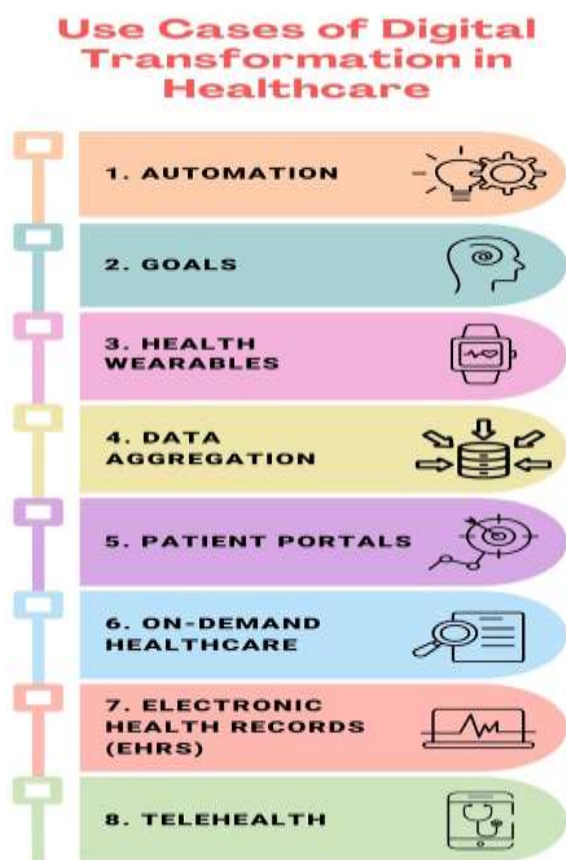 Use Cases of Digital
Transformation in
Healthcare
1. AUTOMATION
2. GOALS
3. HEALTH
WEARABLES
4. DATA
AGGREGATION
5. PATIENT PORTALS
6. ON-DEMAND
HEALTHCARE
7. ELECTRONIC
HEALTH RECORDS
(EHRS)
8. TELEHEALTH